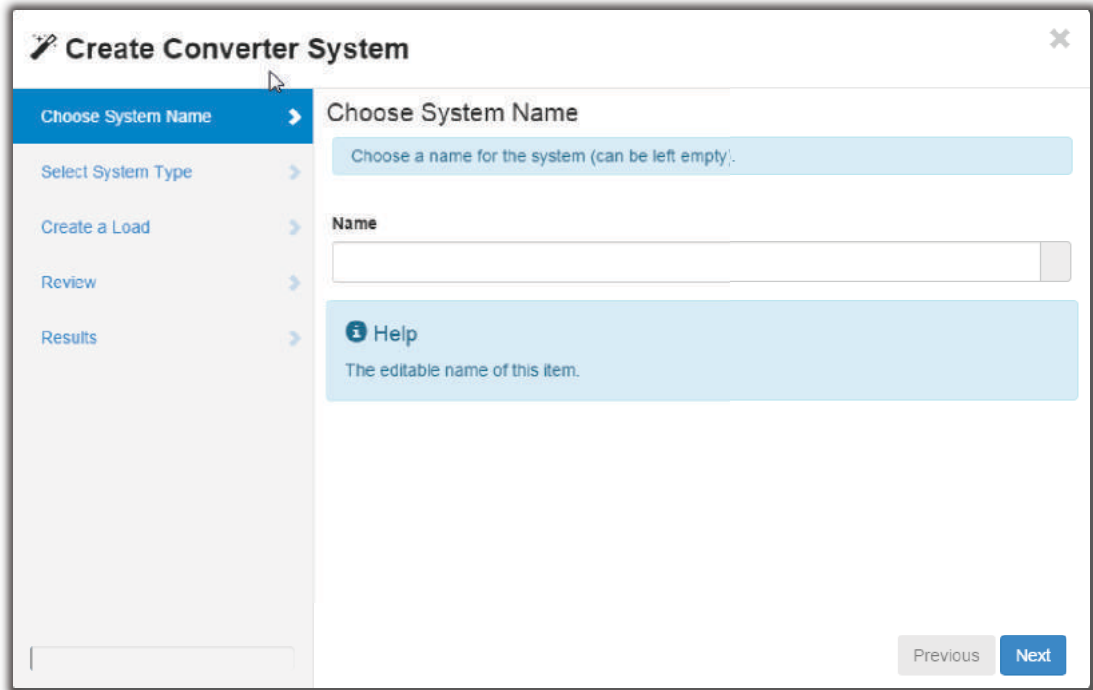 Create Converter System
Choose System Name
Select System Type
Create a Load
Review
Results
Choose System Name
Choose a name for the system (can be left empty).
Name
Help
The editable name of this item.
Previous
Next